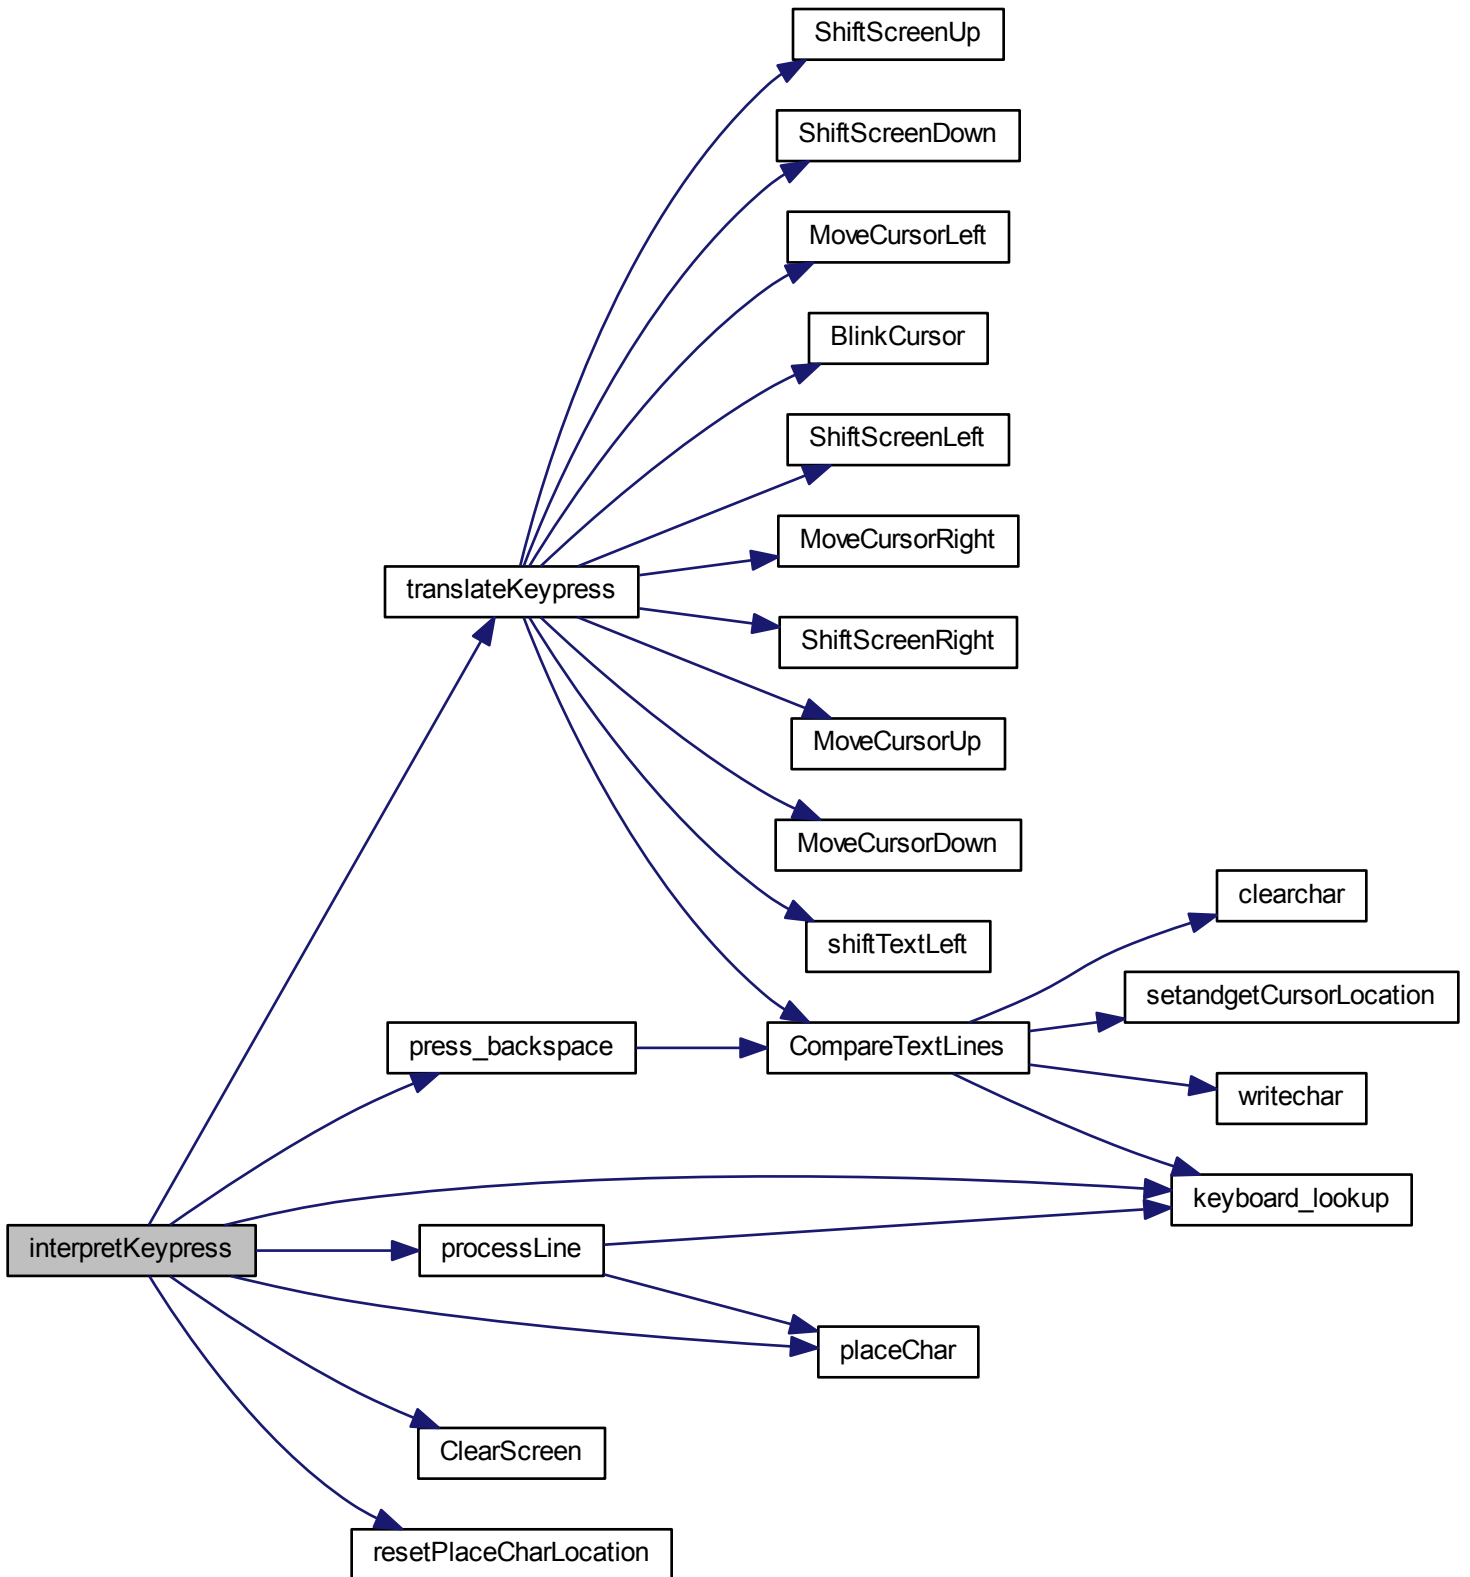 ShiftScreenUp
ShiftScreenDown
MoveCursorLeft
BlinkCursor
ShiftScreenLeft
MoveCursorRight
translateKeypress
ShiftScreenRight
MoveCursorUp
MoveCursorDown
clearchar
shiftTextLeft
setandgetCursorLocation
press_backspace
CompareTextLines
writechar
keyboard_lookup
interpretKeypress
processLine
placeChar
ClearScreen
resetPlaceCharLocation